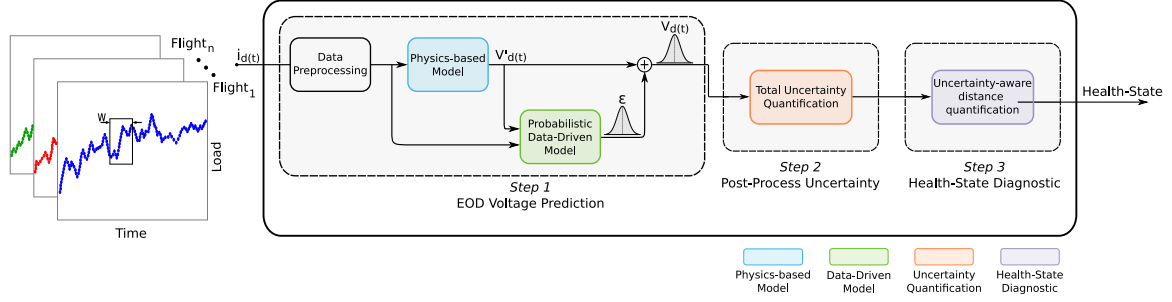 Flight_n
Flight_1
W
Load
Time
i_d(t)
Data
Preprocessing
Physics-based
Model
V'_d(t)
Probabilistic
Data-Driven
Model
ε
V_d(t)
+
Step 1
EOD Voltage Prediction
Total Uncertainty
Quantification
Step 2
Post-Process Uncertainty
Uncertainty-aware
distance
quantification
Step 3
Health-State Diagnostic
Health-State
Physics-based
Model
Data-Driven
Model
Uncertainty
Quantification
Health-State
Diagnostic